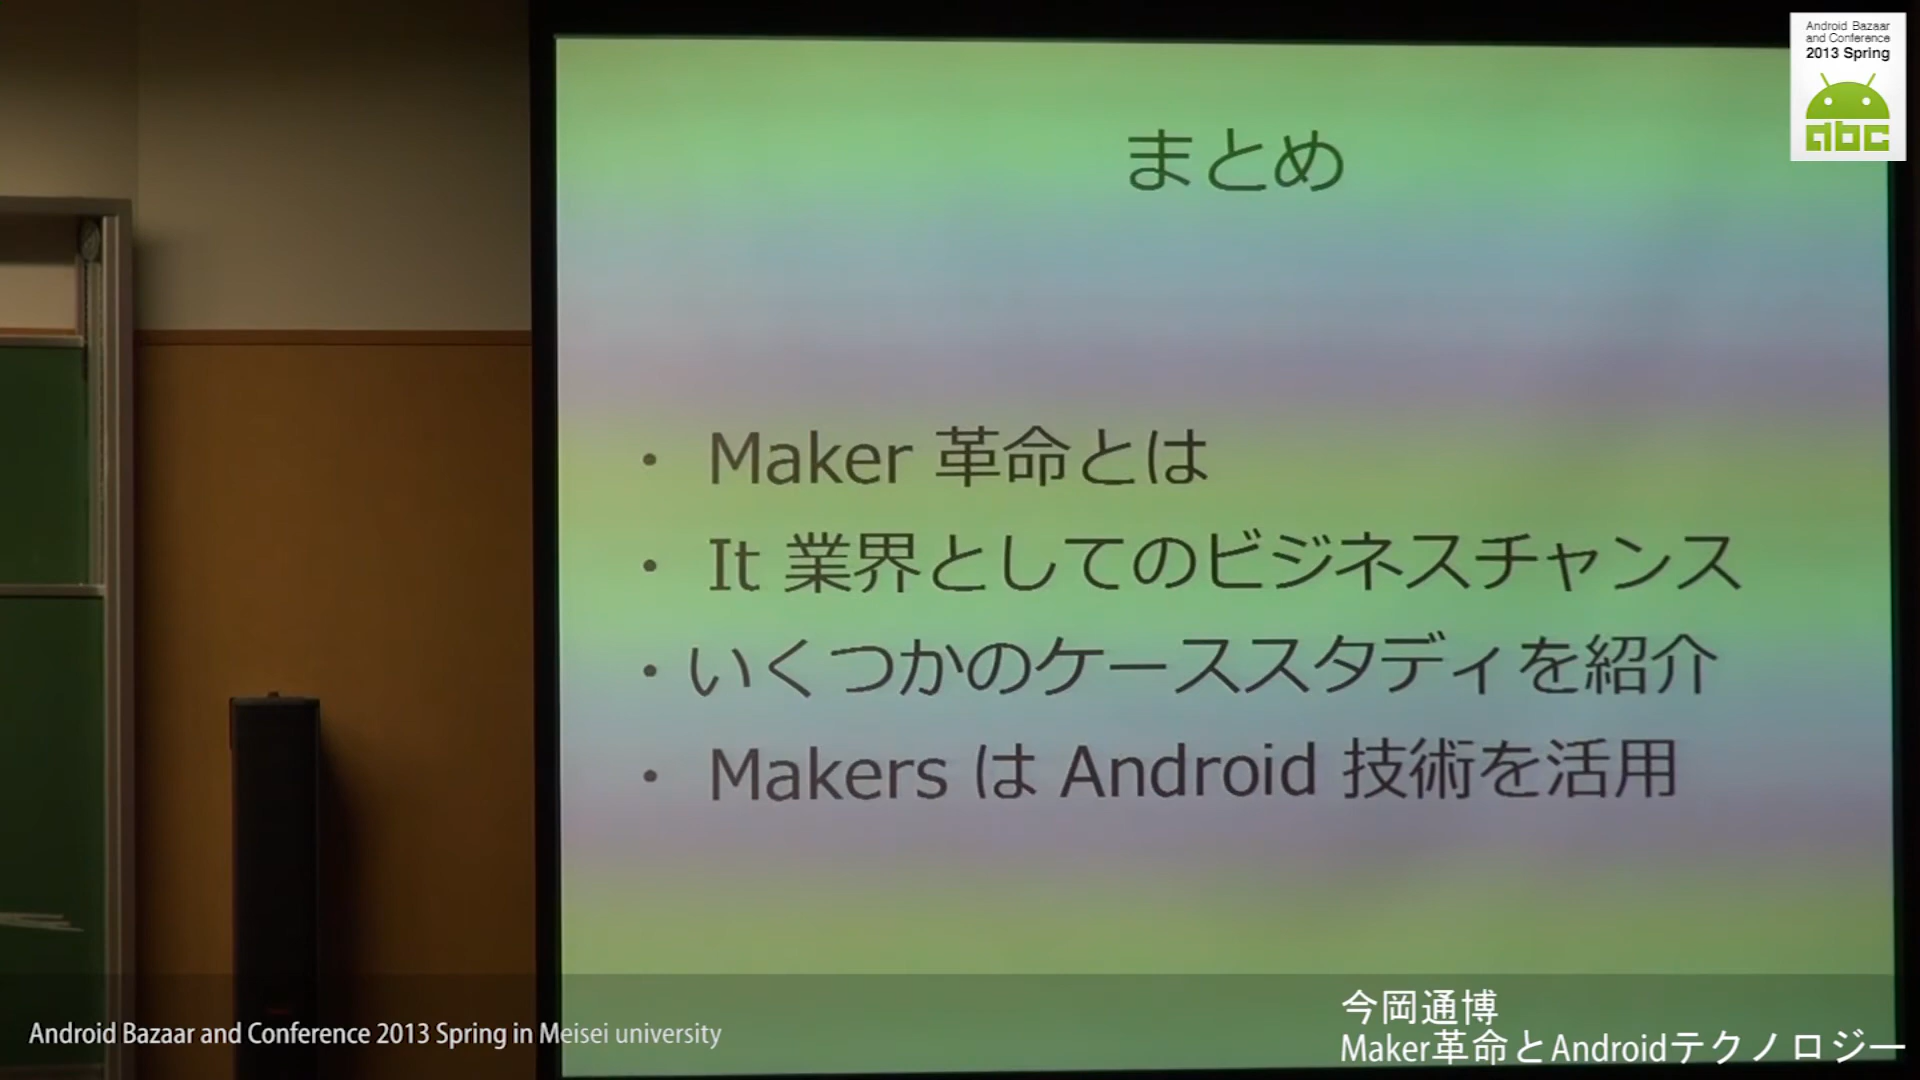 Android Bazaar
and Conference
2013 Spring
abc
まとめ
・ Maker 革命とは
・ It 業界としてのビジネスチャンス
・いくつかのケーススタディを紹介
・ Makers は Android 技術を活用
今岡通博
Maker革命とAndroidテクノロジー
Android Bazaar and Conference 2013 Spring in Meisei university